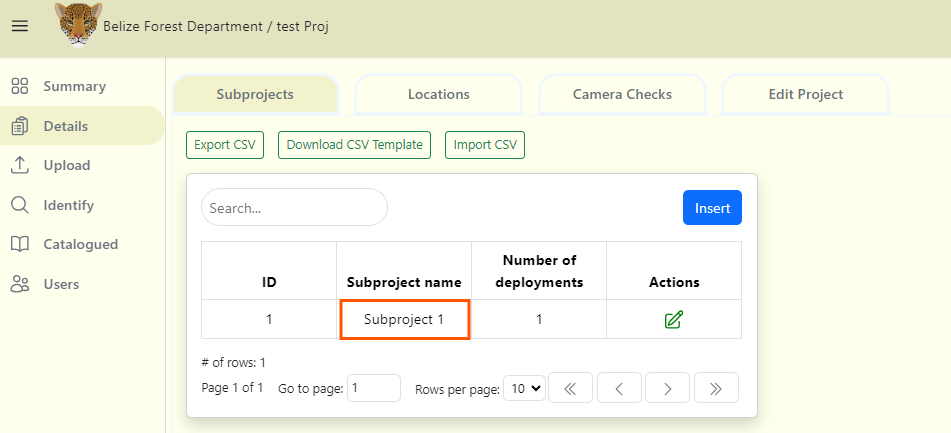 Belize Forest Department / test Proj
Summary
Details
Upload
Identify
Catalogued
Users
Subprojects
Locations
Camera Checks
Edit Project
Export CSV
Download CSV Template
Import CSV
Search...
Insert
ID
Subproject name
Number of
deployments
Actions
1
Subproject 1
1
# of rows: 1
Page 1 of 1
Go to page: 1
Rows per page: 10